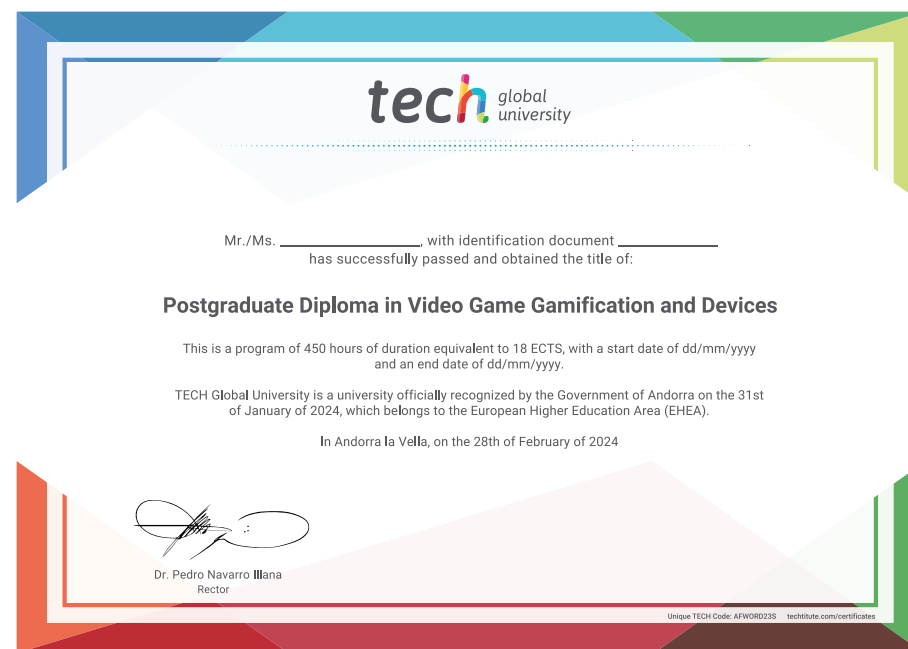 tech global university
Mr./Ms. ____________, with identification document ____________
has successfully passed and obtained the title of:
Postgraduate Diploma in Video Game Gamification and Devices
This is a program of 450 hours of duration equivalent to 18 ECTS, with a start date of dd/mm/yyyy
and an end date of dd/mm/yyyy.
TECH Global University is a university officially recognized by the Government of Andorra on the 31st
of January of 2024, which belongs to the European Higher Education Area (EHEA).
In Andorra la Vella, on the 28th of February of 2024
Dr. Pedro Navarro Illana
Rector
Unique TECH Code: AFWORD23S techtitute.com/certificates